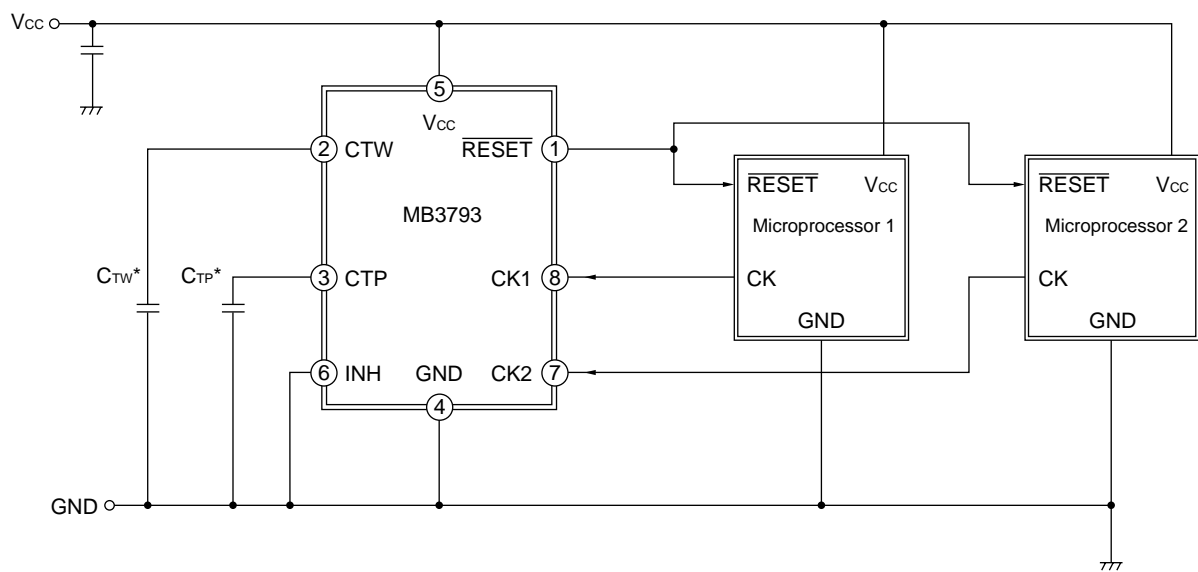 VCC
5
VCC
2 CTW
RESET 1
MB3793
RESET VCC
Microprocessor 1
RESET VCC
Microprocessor 2
CTW*
CTP*
3 CTP
CK1 8
CK
CK
GND
GND
6 INH
GND
CK2 7
4
GND